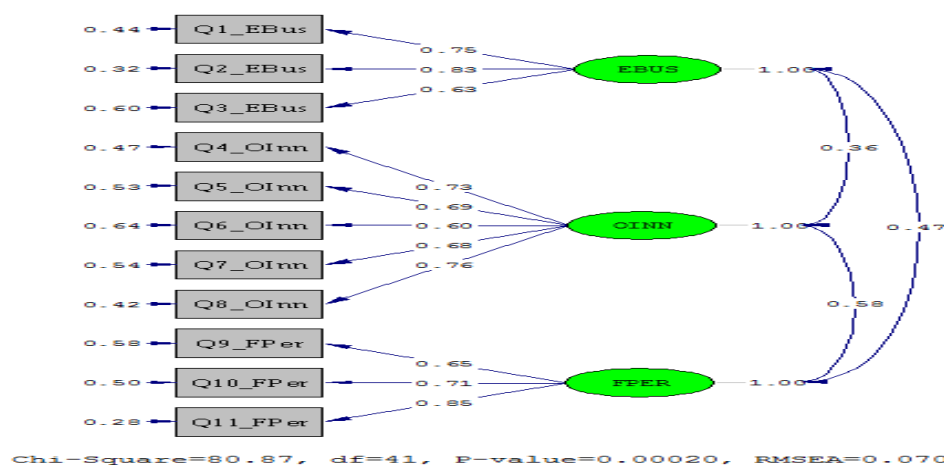 0.44 Q1_EBus
0.75
0.32 Q2_EBus 0.83 EBUS 1.00
0.63
0.60 Q3_EBus
0.47 Q4_OInn 0.36
0.53 Q5_OInn 0.73
0.69
0.64 Q6_OInn 0.60 OINN 1.00 0.47
0.68
0.54 Q7_OInn 0.76
0.42 Q8_OInn 0.58
0.58 Q9_FPer
0.65
0.50 Q10_FPer 0.71 FPER 1.00
0.85
0.28 Q11_FPer
Chi-Square=80.87, df=41, P-value=0.00020, RMSEA=0.070